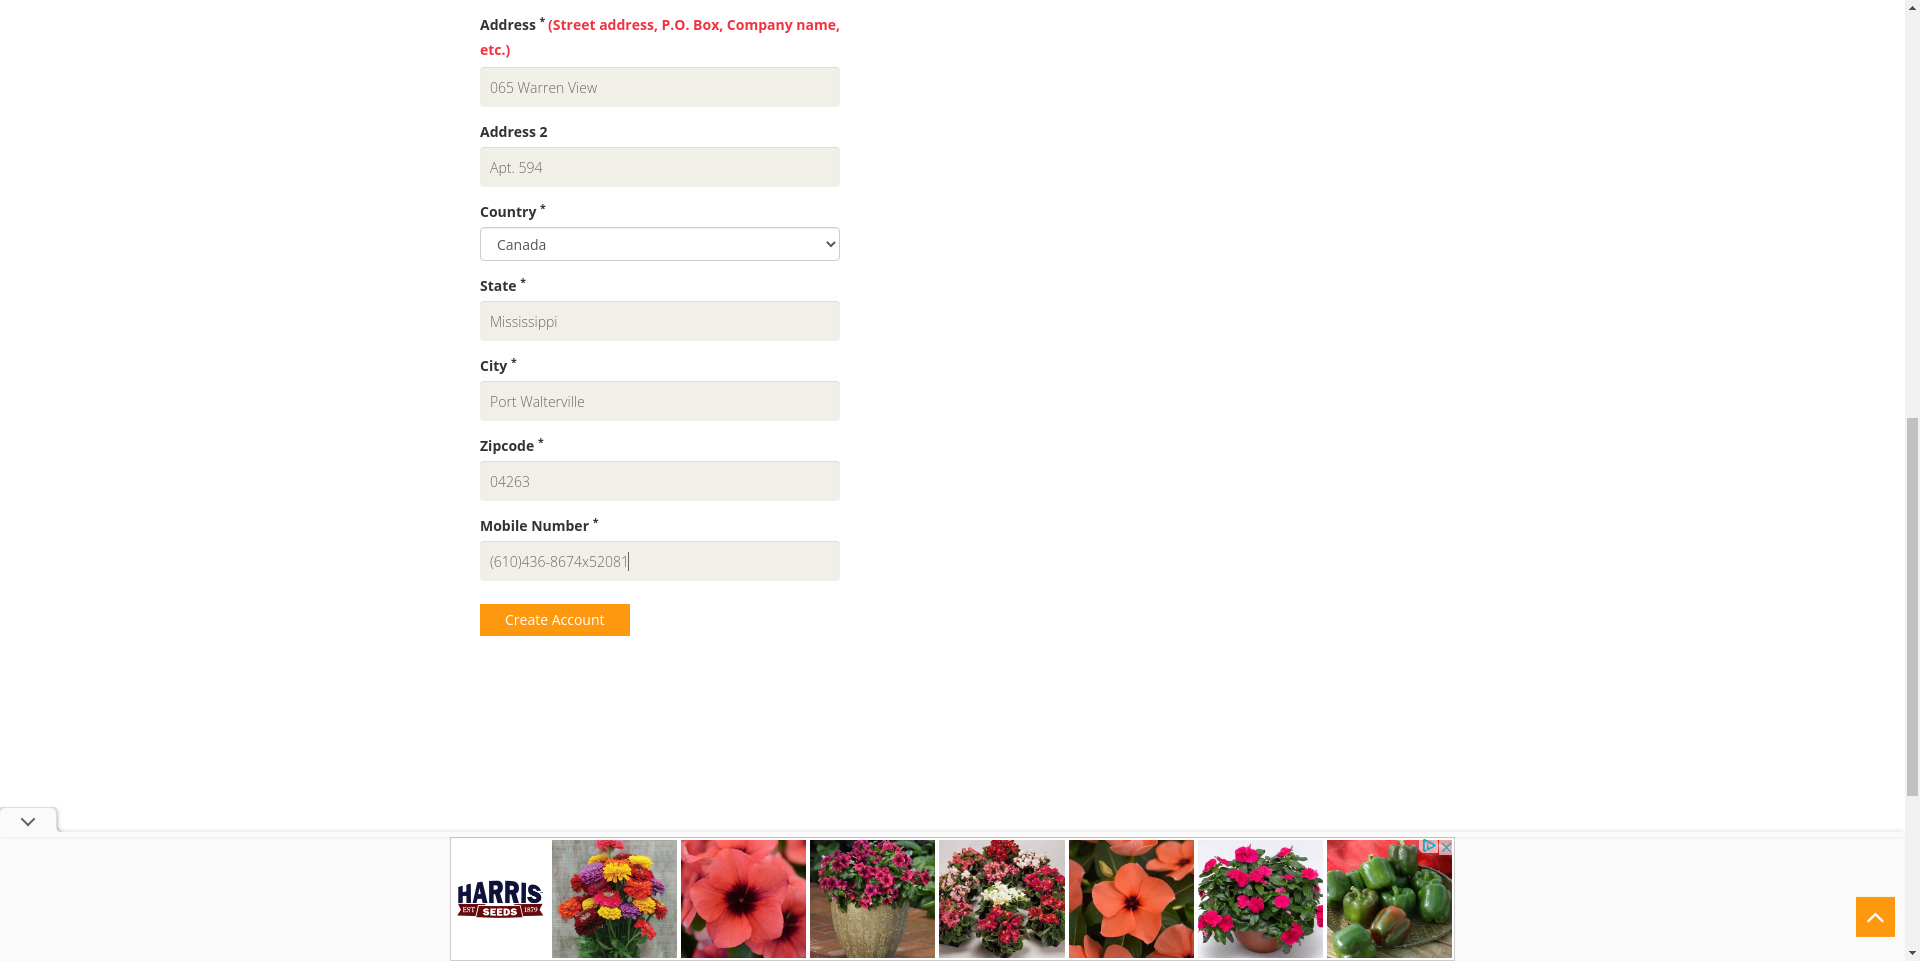 Address * (Street address, P.O. Box, Company name,
etc.)
065 Warren View
Address 2
Apt. 594
Country *
Canada
State *
Mississippi
City *
Port Walterville
Zipcode *
04263
Mobile Number *
(610)436-8674x52081
Create Account
HARRIS
EST SEEDS 1879